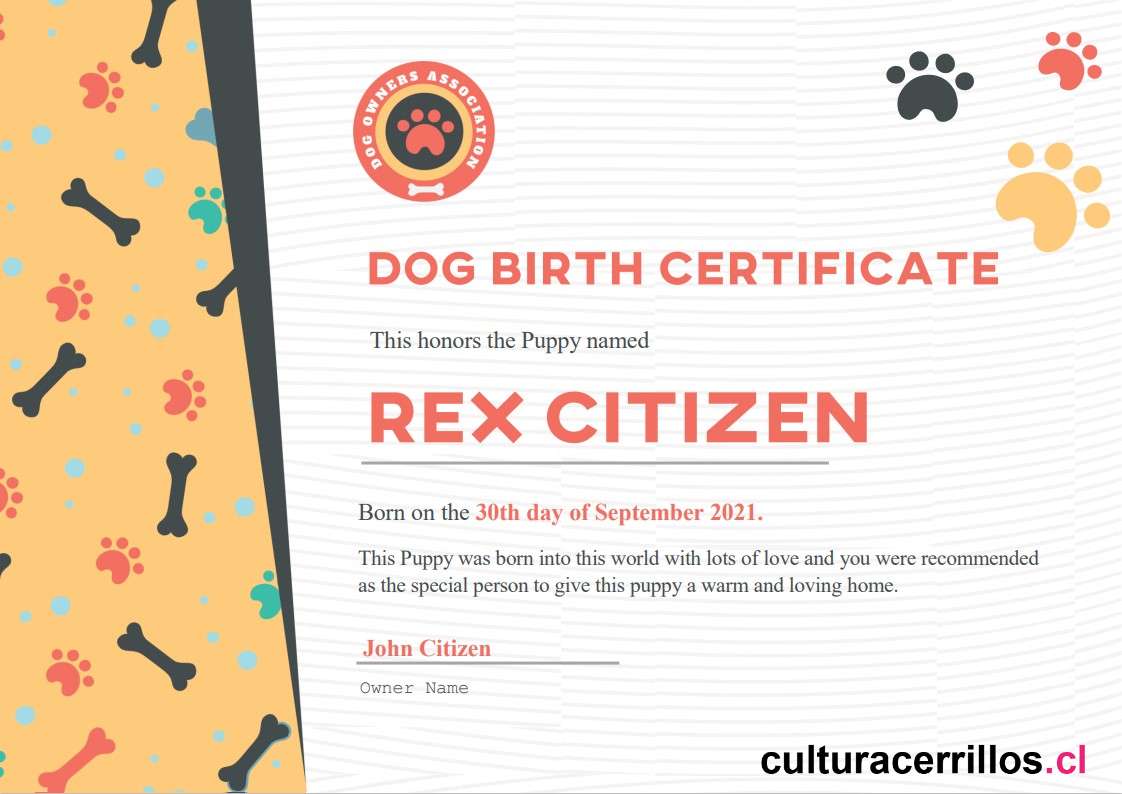 DOG OWNERS ASSOCIATION
DOG BIRTH CERTIFICATE
This honors the Puppy named
REX CITIZEN
Born on the 30th day of September 2021.
This Puppy was born into this world with lots of love and you were recommended
as the special person to give this puppy a warm and loving home.
John Citizen
Owner Name
culturacerrillos.cl